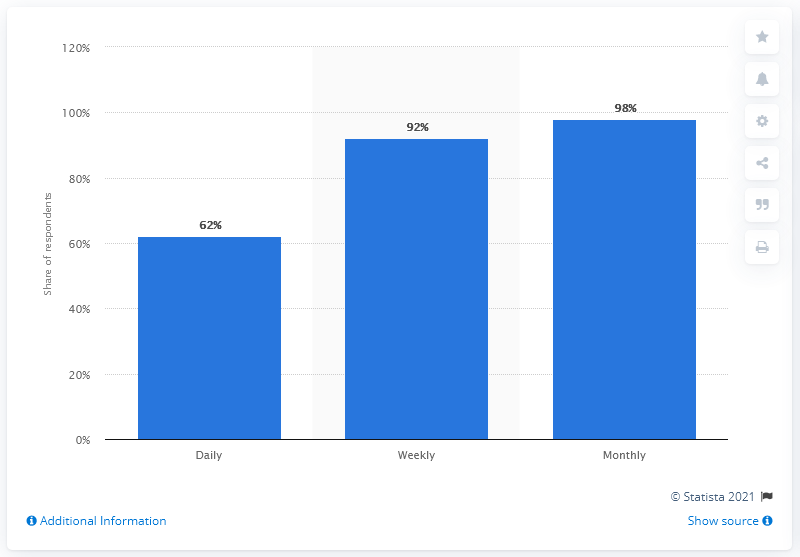 120%
100%
80%
60%
40%
20%
0%
Share of respondents
62%
92%
98%
Daily
Weekly
Monthly
© Statista 2021
Additional Information
Show source